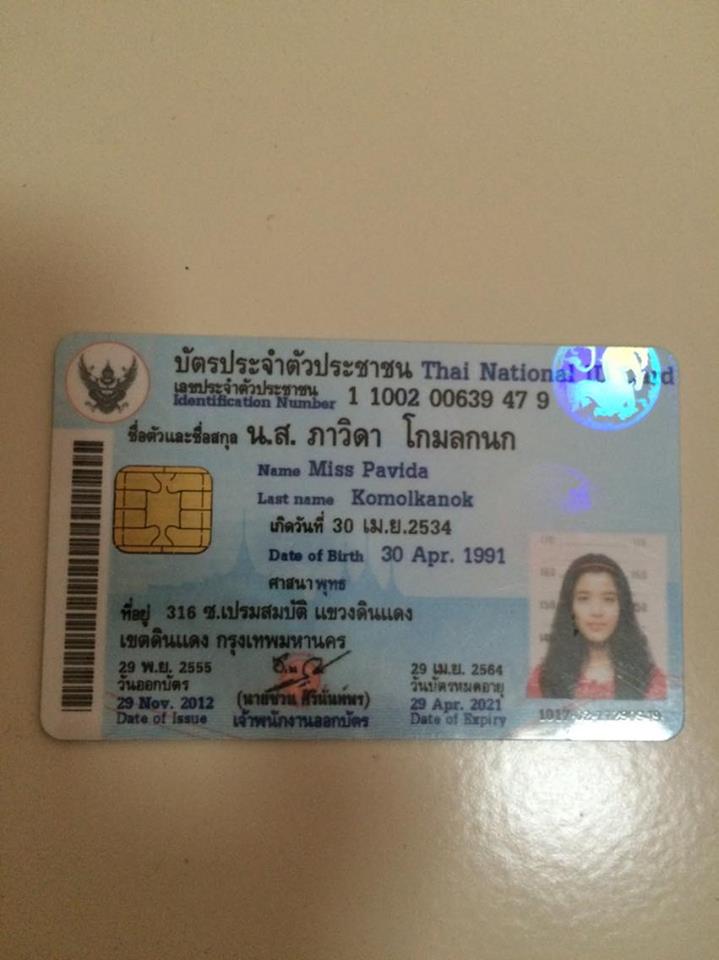 บัตรประจำตัวประชาชน Thai National
เลขประจำตัวประชาชน
Identification Number 1 1002 00639 47 9
ชื่อตัวและชื่อสกุล น.ส. ภาวิดา โกมลกนก
Name Miss Pavida
Last name Komolkanok
เกิดวันที่ 30 เม.ย.2534
Date of Birth 30 Apr. 1991
ศาสนา พุทธ
ที่อยู่ 316 ซ.เปรมสมบัติ แขวงดินแดง
เขตดินแดง กรุงเทพมหานคร
29 พ.ย. 2555
วันออกบัตร
29 Nov. 2012
Date of Issue
เจ้าพนักงานออกบัตร
29 เม.ย. 2564
วันบัตรหมดอายุ
29 Apr. 2021
Date of Expiry